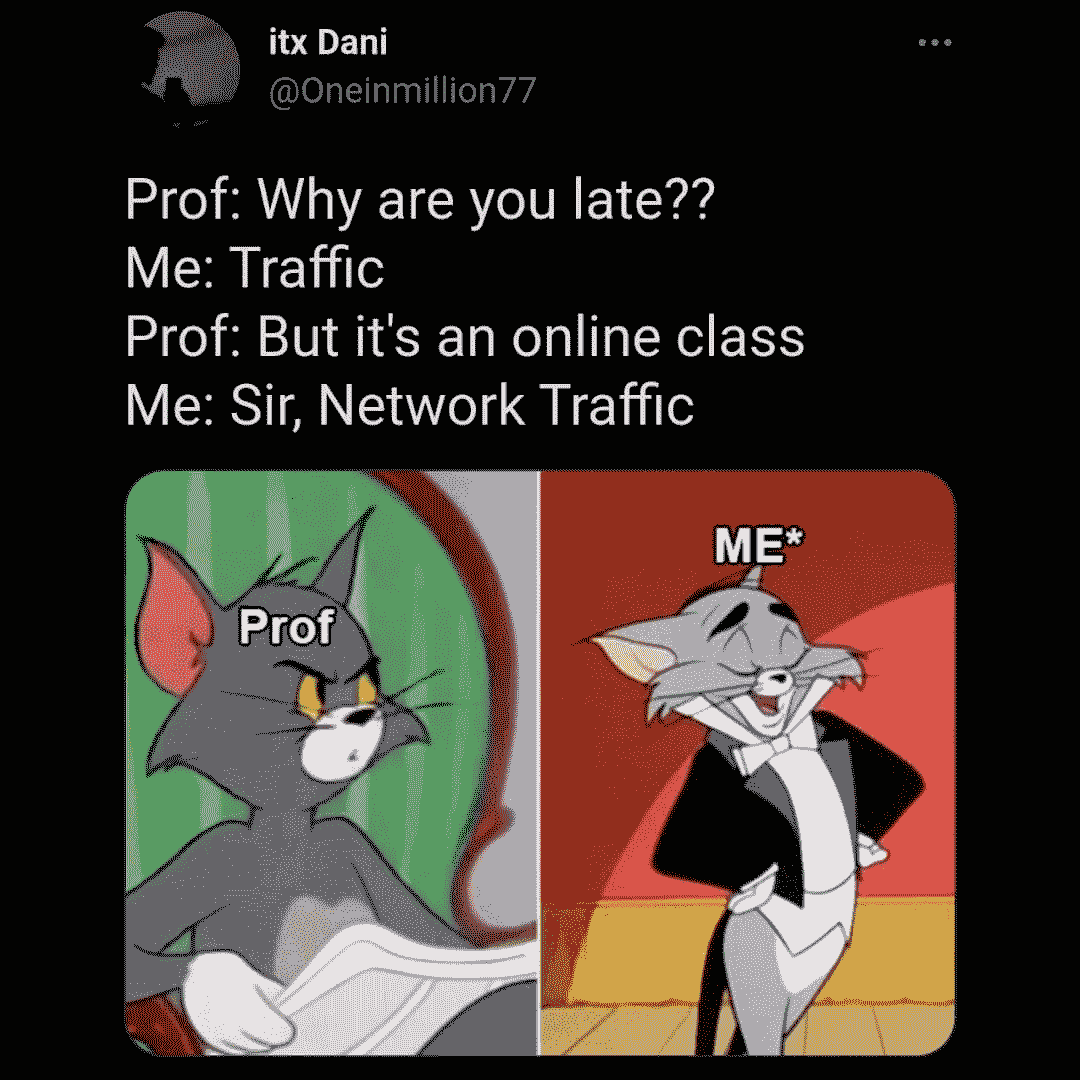 itx Dani
@Oneinmillion77
Prof: Why are you late??
Me: Traffic
Prof: But it's an online class
Me: Sir, Network Traffic
Prof
ME*